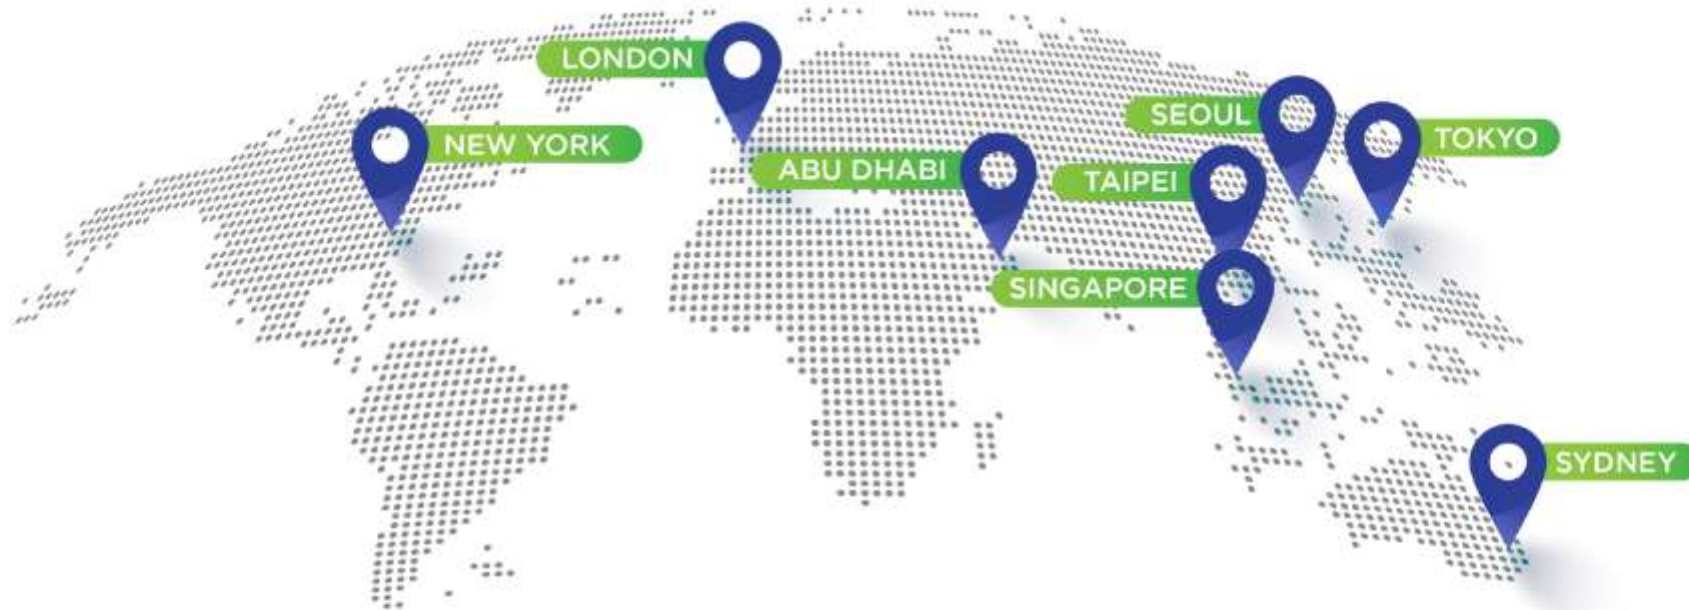 LONDON
SEOUL
TOKYO
NEW YORK
ABU DHABI
TAIPEI
SINGAPORE
SYDNEY